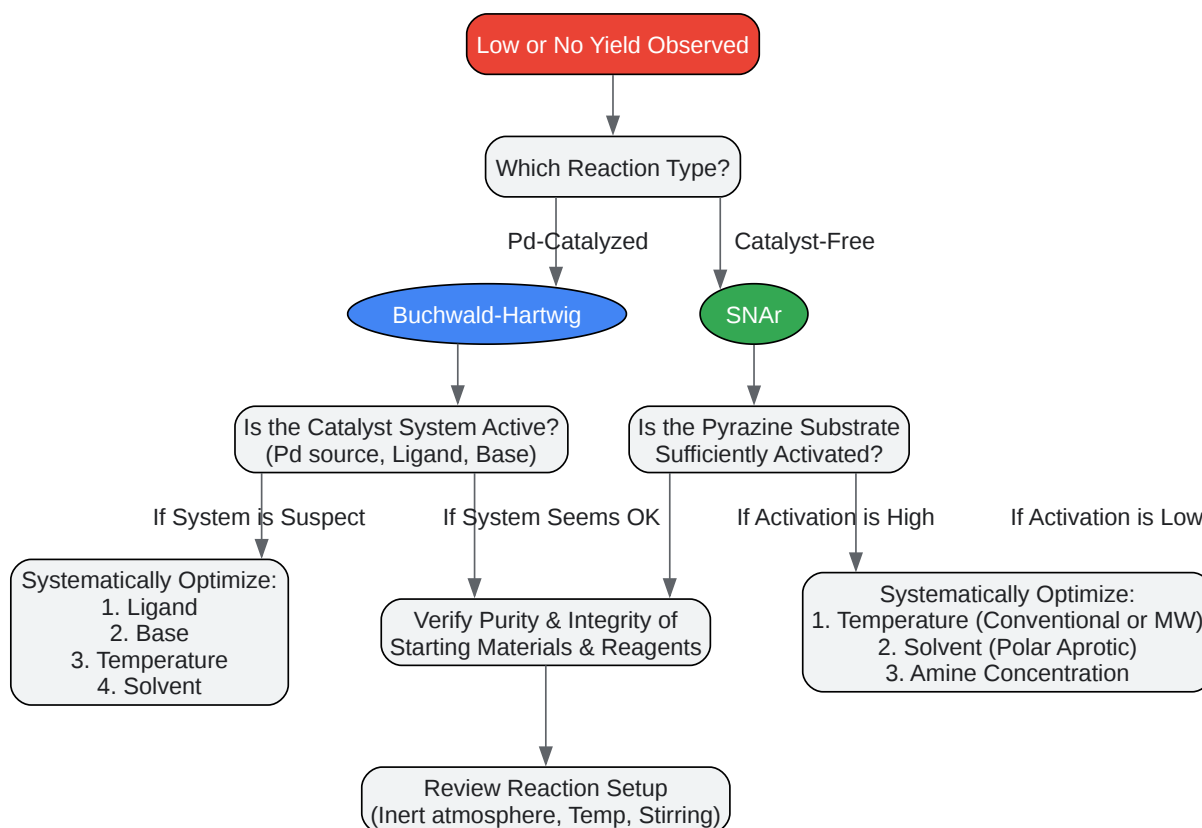 Low or No Yield Observed
Which Reaction Type?
Pd-Catalyzed
Catalyst-Free
Buchwald-Hartwig
SNAr
Is the Catalyst System Active?
(Pd source, Ligand, Base)
Is the Pyrazine Substrate
Sufficiently Activated?
If System is Suspect
If System Seems OK
If Activation is High
If Activation is Low
Systematically Optimize:
1. Ligand
2. Base
3. Temperature
4. Solvent
Verify Purity & Integrity of
Starting Materials & Reagents
Systematically Optimize:
1. Temperature (Conventional or MW)
2. Solvent (Polar Aprotic)
3. Amine Concentration
Review Reaction Setup
(Inert atmosphere, Temp, Stirring)